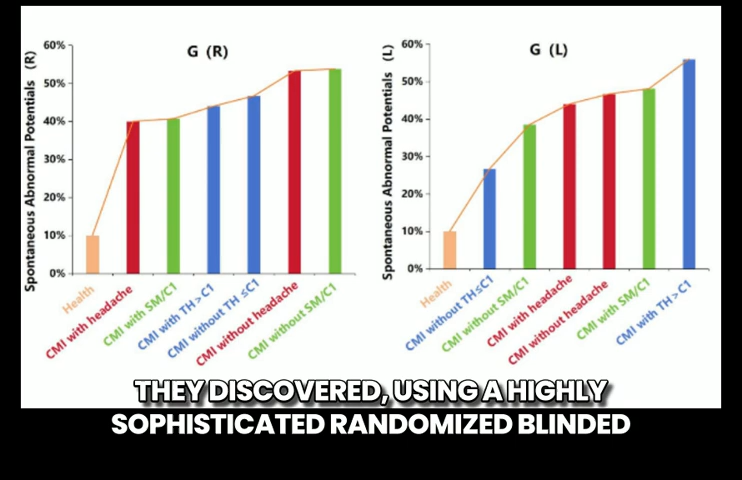 G (R)
Spontaneous Abnormal Potentials (R)
60%
50%
40%
30%
20%
10%
0%
Health
CMI with headache
CMI with SM/C1
CMI with TH > C1
CMI without TH ≤C1
CMI without headache
CMI without SM/C1
G (L)
Spontaneous Abnormal Potentials (L)
60%
50%
40%
30%
20%
10%
0%
Health
CMI without TH≤C1
CMI without SM/C1
CMI with headache
CMI without headache
CMI with SM/C1
CMI with TH > C1
THEY DISCOVERED, USING A HIGHLY
SOPHISTICATED RANDOMIZED BLINDED